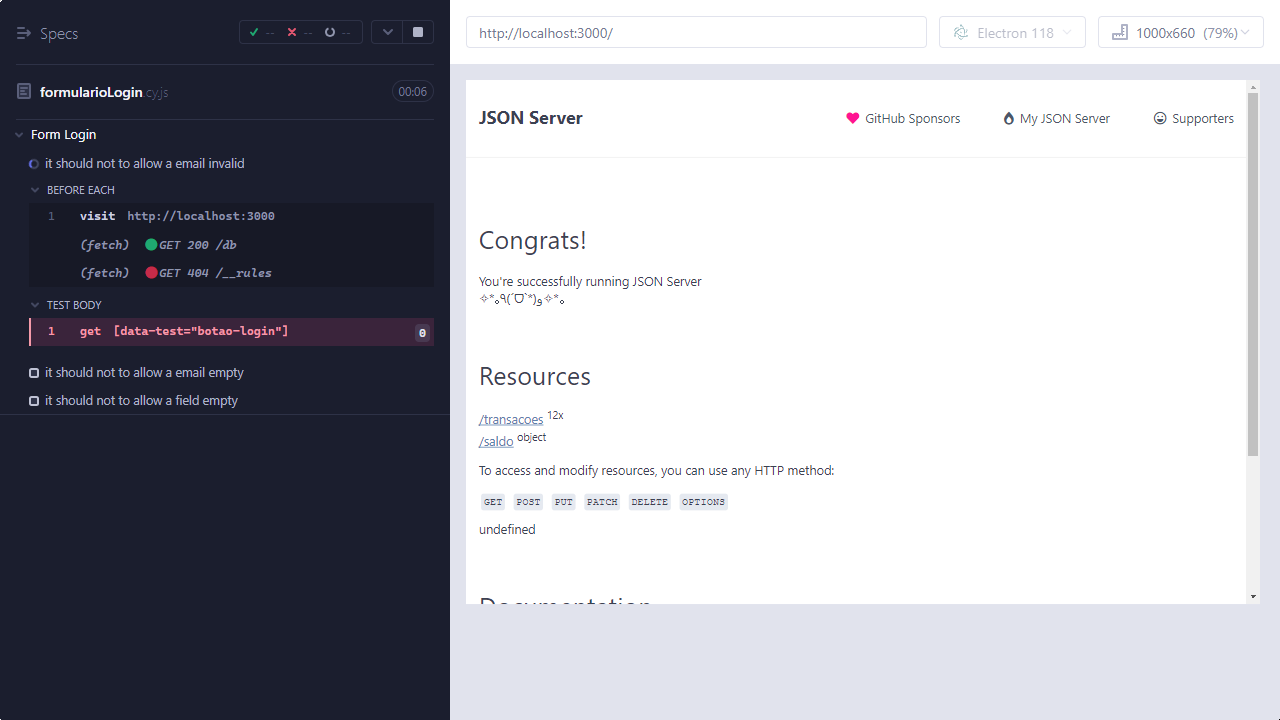 Specs
--
--
--
formularioLogin.cy.js
00:06
Form Login
it should not to allow a email invalid
BEFORE EACH
1 visit http://localhost:3000
(fetch) GET 200 /db
(fetch) GET 404 /__rules
TEST BODY
1 get [data-test="botao-login"] 0
it should not to allow a email empty
it should not to allow a field empty
http://localhost:3000/
Electron 118
1000x660 (79%)
JSON Server
GitHub Sponsors
My JSON Server
Supporters
Congrats!
You're successfully running JSON Server
✧*｡٩(ˊᗜˋ*)و✧*｡
Resources
/transacoes 12x
/saldo object
To access and modify resources, you can use any HTTP method:
GET POST PUT PATCH DELETE OPTIONS
undefined
Documentation